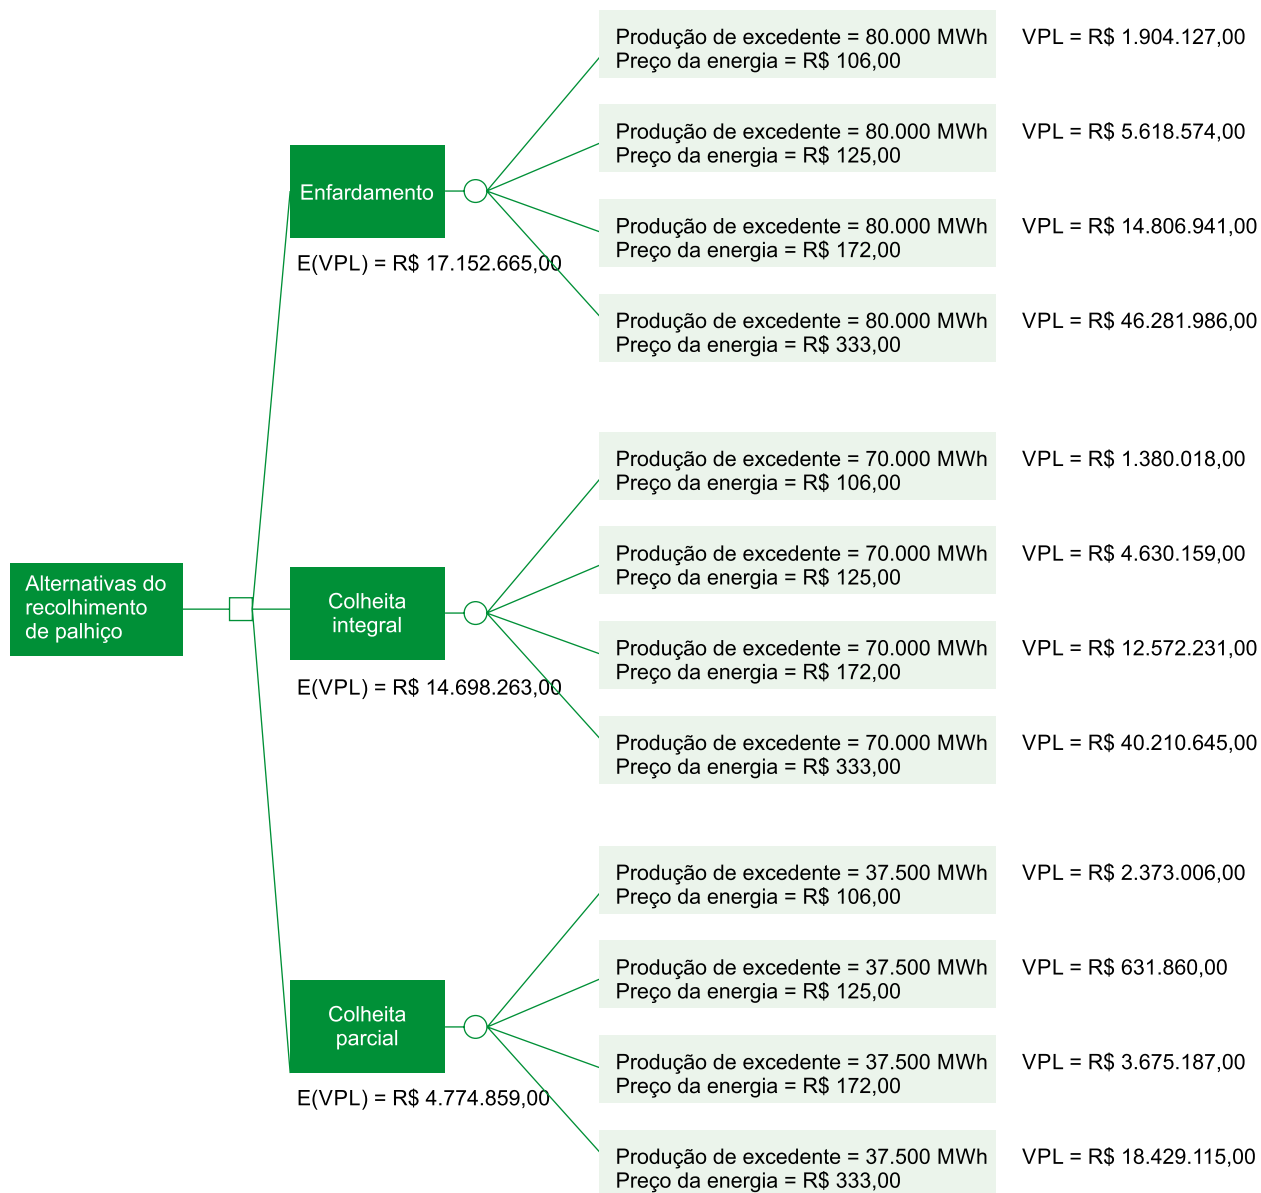 Alternativas do
recolhimento
de palhiço
Enfardamento
E(VPL) = R$ 17.152.665,00
Produção de excedente = 80.000 MWh
Preço da energia = R$ 106,00
VPL = R$ 1.904.127,00
Produção de excedente = 80.000 MWh
Preço da energia = R$ 125,00
VPL = R$ 5.618.574,00
Produção de excedente = 80.000 MWh
Preço da energia = R$ 172,00
VPL = R$ 14.806.941,00
Produção de excedente = 80.000 MWh
Preço da energia = R$ 333,00
VPL = R$ 46.281.986,00
Colheita
integral
E(VPL) = R$ 14.698.263,00
Produção de excedente = 70.000 MWh
Preço da energia = R$ 106,00
VPL = R$ 1.380.018,00
Produção de excedente = 70.000 MWh
Preço da energia = R$ 125,00
VPL = R$ 4.630.159,00
Produção de excedente = 70.000 MWh
Preço da energia = R$ 172,00
VPL = R$ 12.572.231,00
Produção de excedente = 70.000 MWh
Preço da energia = R$ 333,00
VPL = R$ 40.210.645,00
Colheita
parcial
E(VPL) = R$ 4.774.859,00
Produção de excedente = 37.500 MWh
Preço da energia = R$ 106,00
VPL = R$ 2.373.006,00
Produção de excedente = 37.500 MWh
Preço da energia = R$ 125,00
VPL = R$ 631.860,00
Produção de excedente = 37.500 MWh
Preço da energia = R$ 172,00
VPL = R$ 3.675.187,00
Produção de excedente = 37.500 MWh
Preço da energia = R$ 333,00
VPL = R$ 18.429.115,00